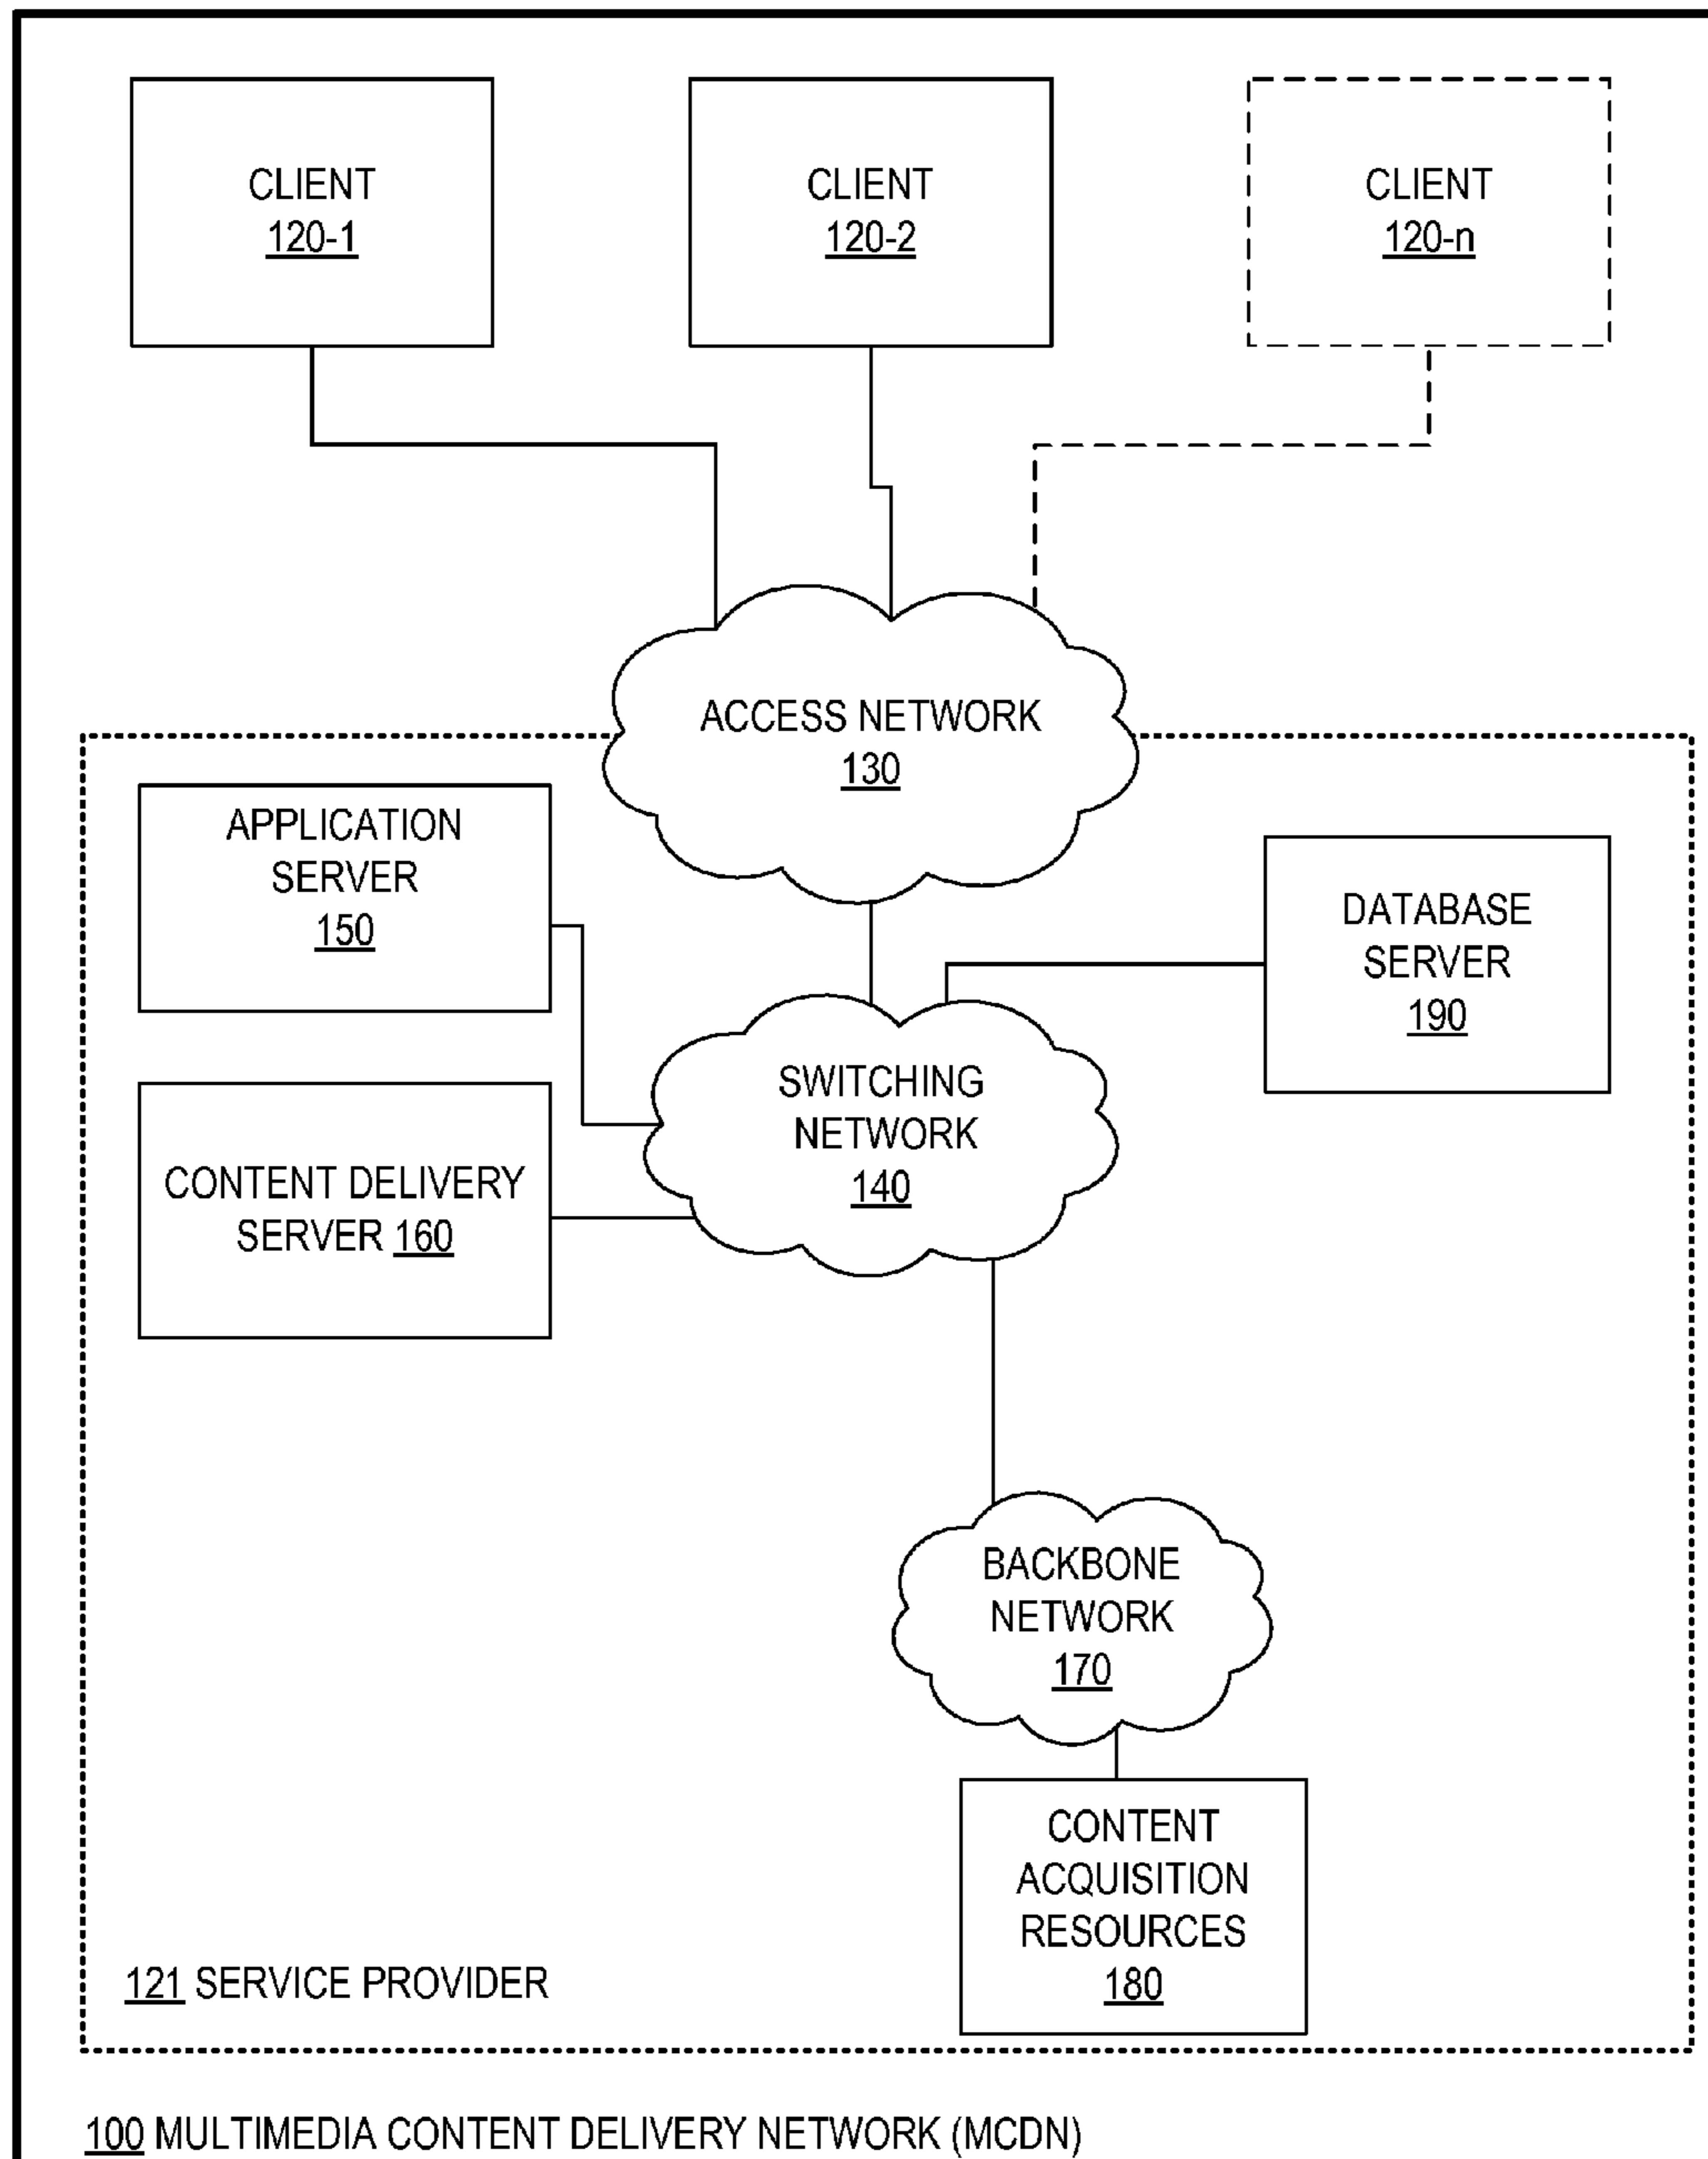 CLIENT
120-1
CLIENT
120-2
CLIENT
120-n
ACCESS NETWORK
130
APPLICATION
SERVER
150
DATABASE
SERVER
190
SWITCHING
NETWORK
140
CONTENT DELIVERY
SERVER 160
BACKBONE
NETWORK
170
CONTENT
ACQUISITION
RESOURCES
180
121 SERVICE PROVIDER
100 MULTIMEDIA CONTENT DELIVERY NETWORK (MCDN)